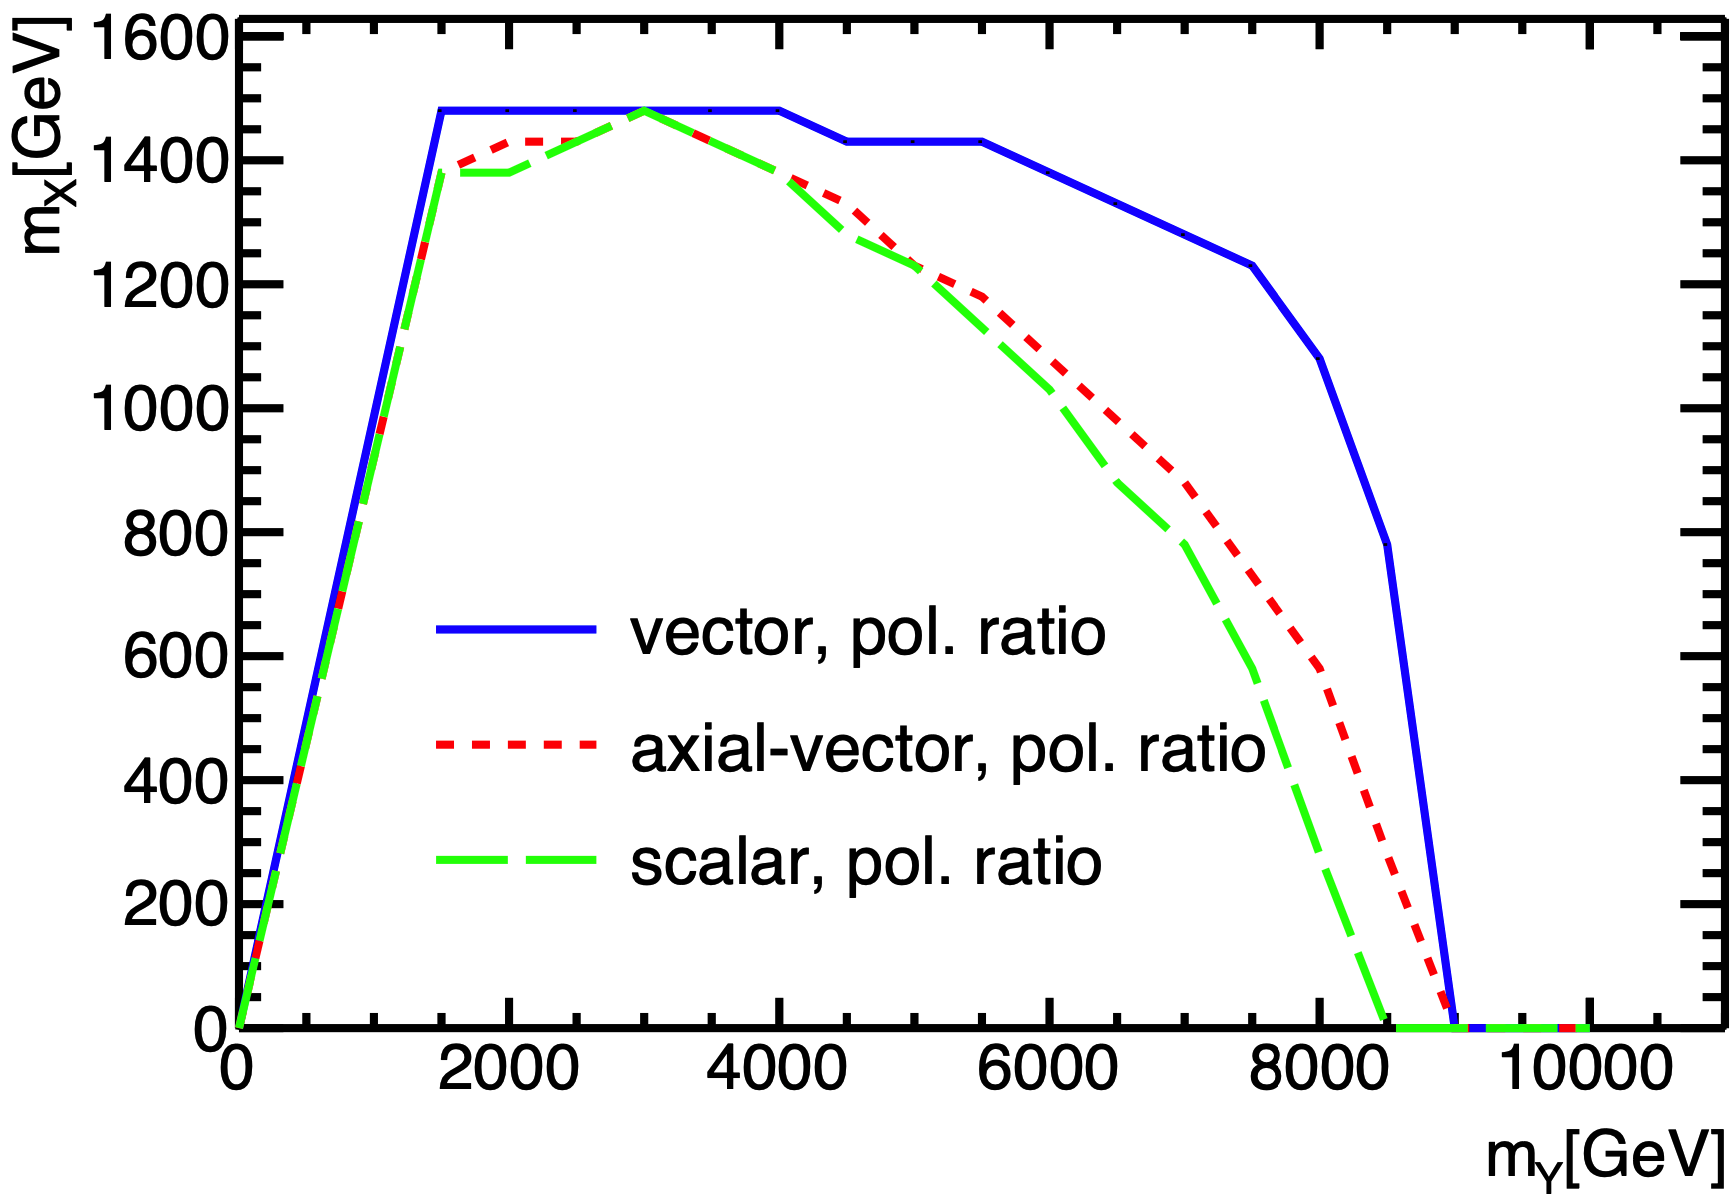 m_X[GeV]
1600
1400
1200
1000
800
600
400
200
0
vector, pol. ratio
axial-vector, pol. ratio
scalar, pol. ratio
0 2000 4000 6000 8000 10000
m_Y[GeV]